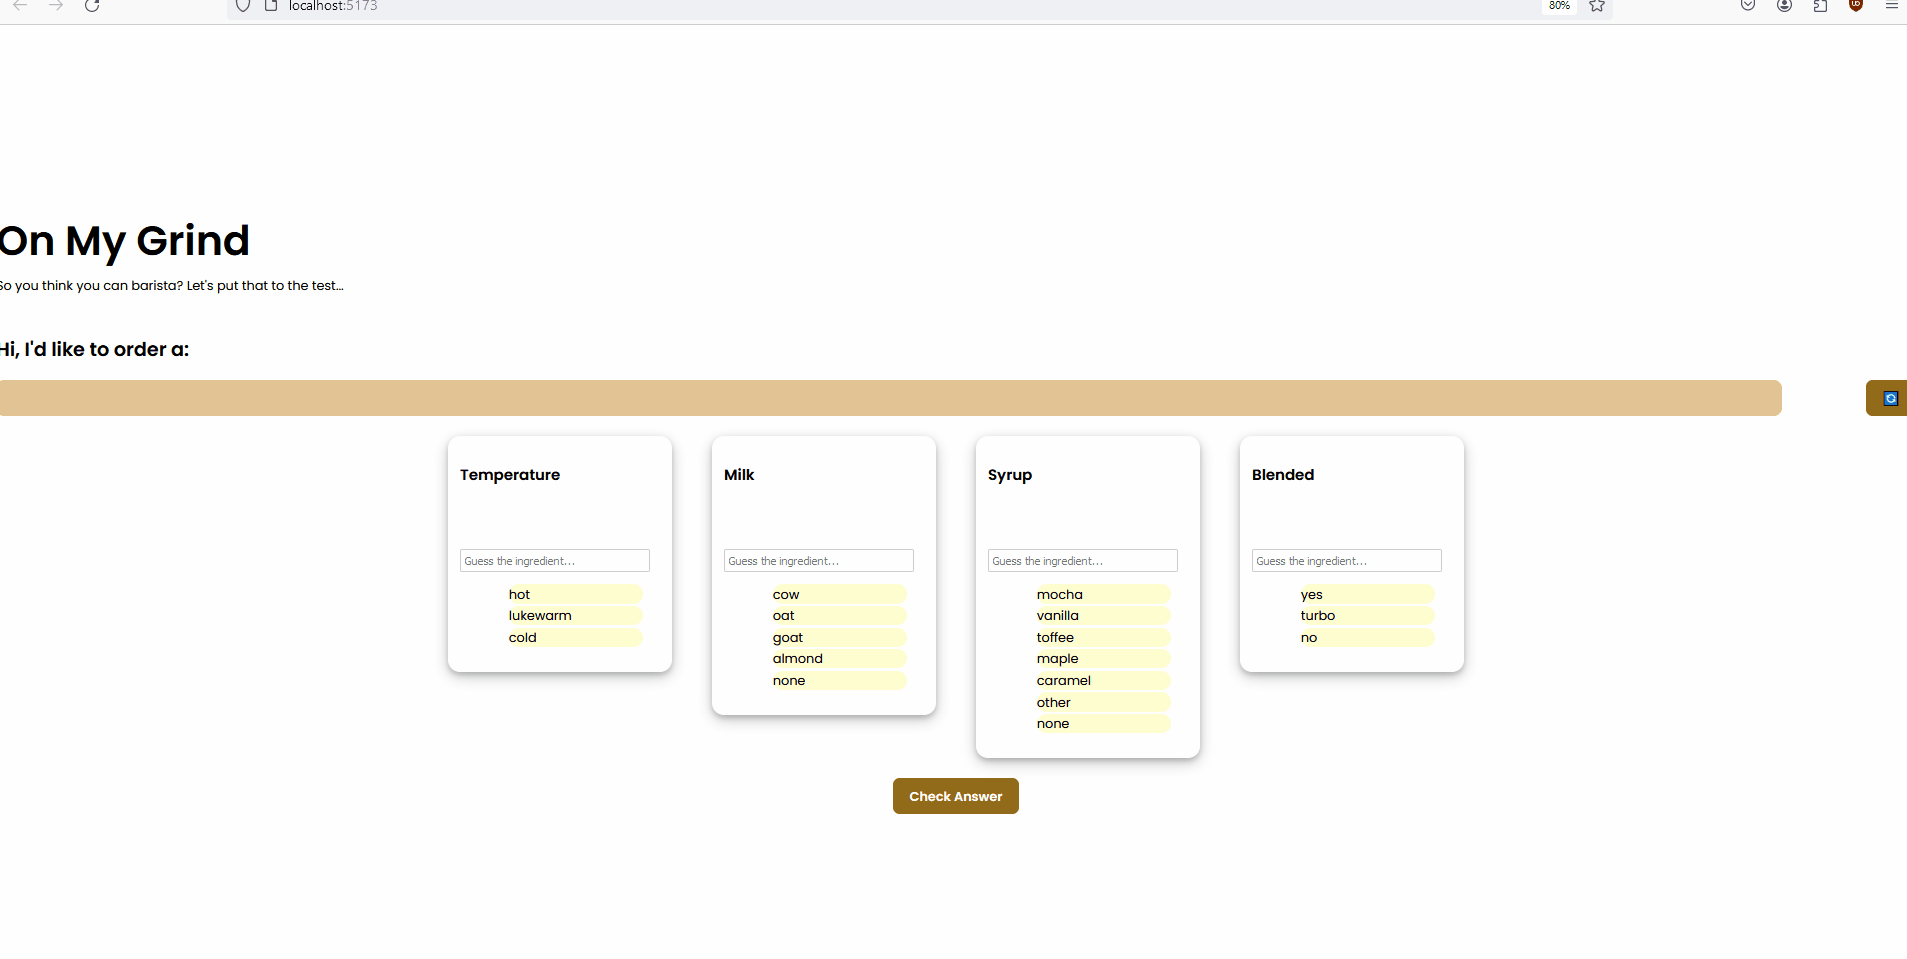 localhost:5173
80%
On My Grind
So you think you can barista? Let's put that to the test...
Hi, I'd like to order a:
Temperature
Guess the ingredient...
hot
lukewarm
cold
Milk
Guess the ingredient...
cow
oat
goat
almond
none
Syrup
Guess the ingredient...
mocha
vanilla
toffee
maple
caramel
other
none
Blended
Guess the ingredient...
yes
turbo
no
Check Answer